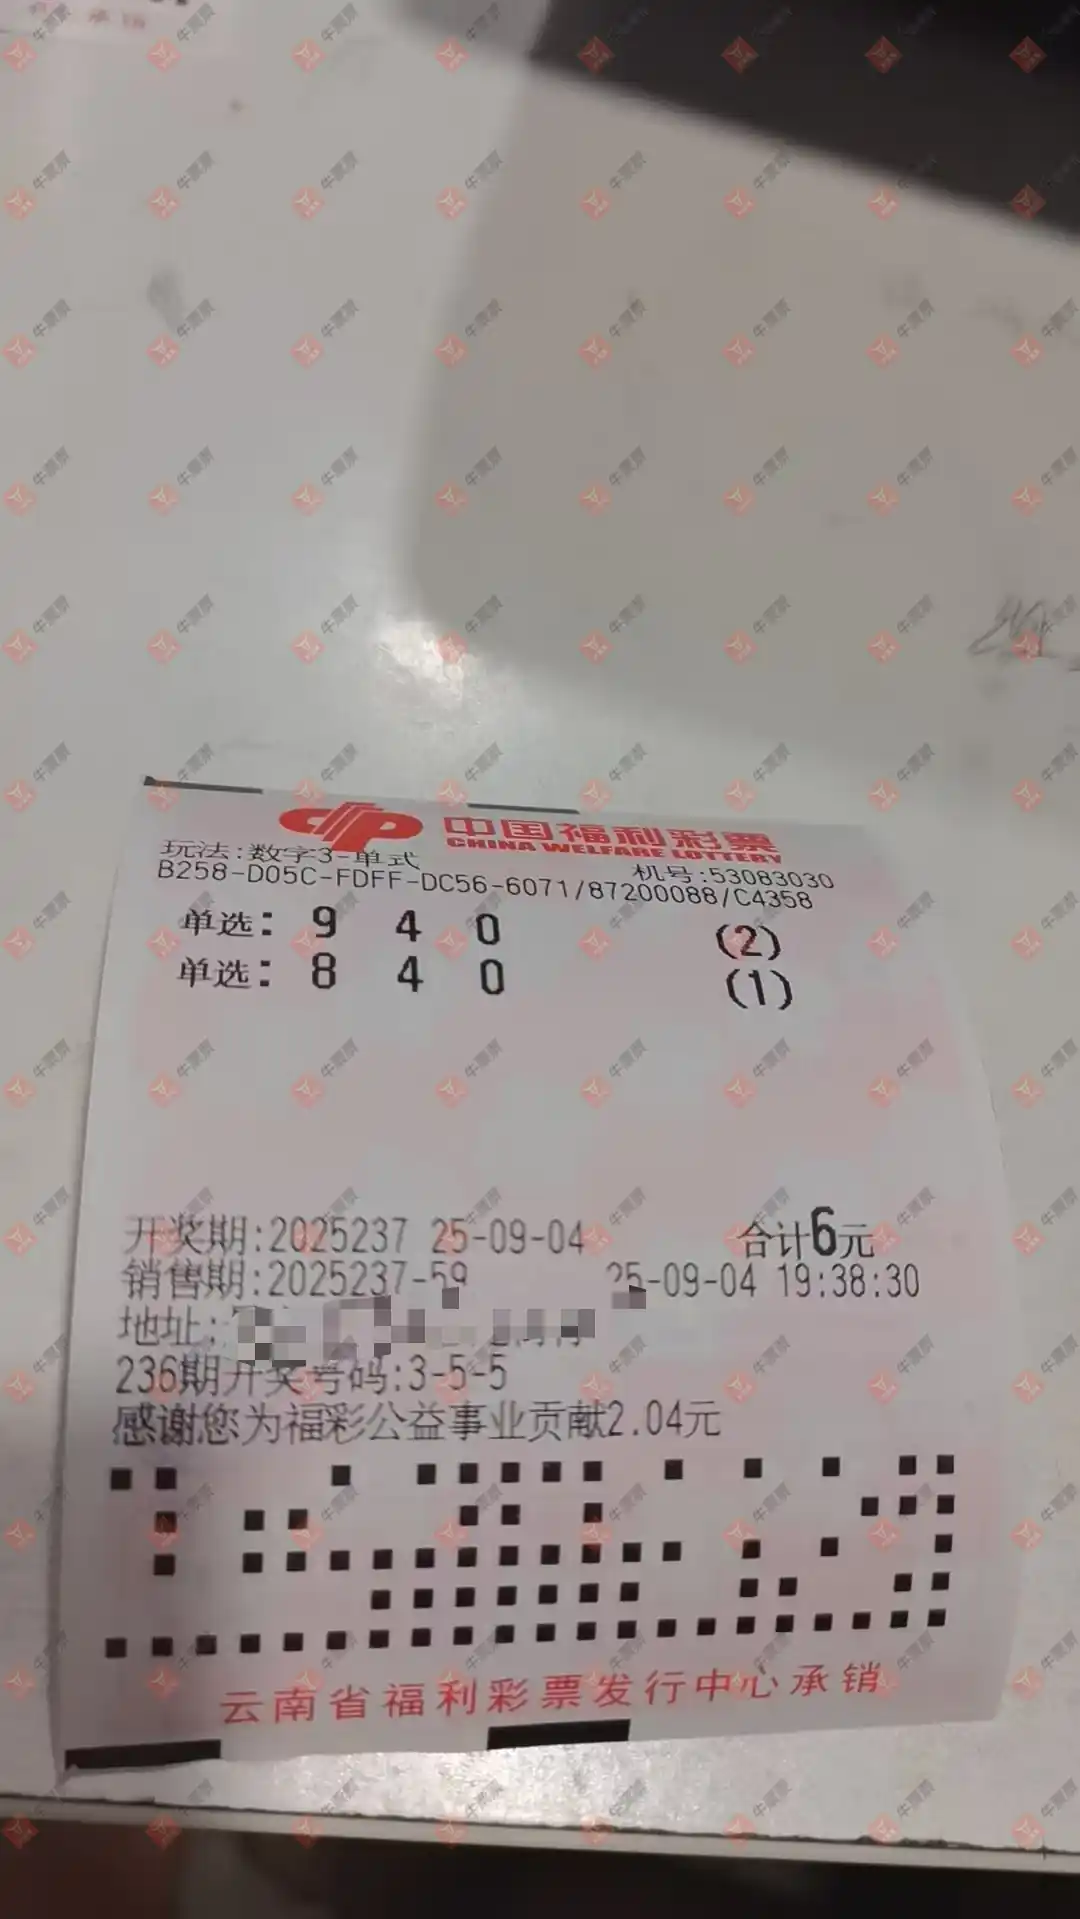 中国福利彩票
CHINA WELFARE LOTTERY
玩法:数字3-单式 机号:53083030
B258-D05C-FDFF-DC56-6071/87200088/C4358
单选: 9 4 0 (2)
单选: 8 4 0 (1)
开奖期:2025237 25-09-04 合计6元
销售期:2025237-59 25-09-04 19:38:30
地址:
236期开奖号码:3-5-5
感谢您为福彩公益事业贡献2.04元
云南省福利彩票发行中心承销
牛票票